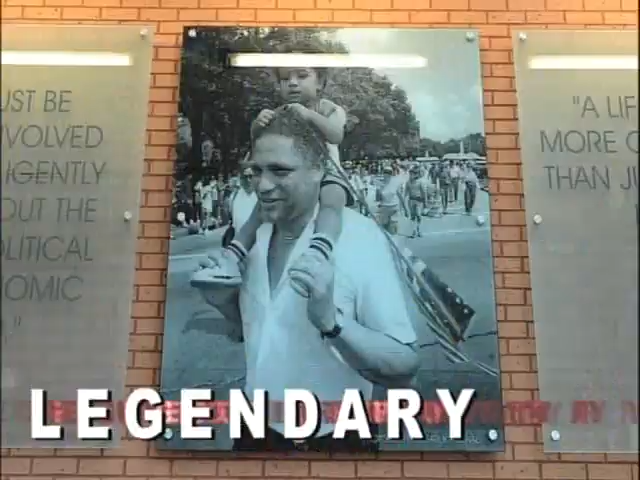 UST BE
VOLVED
IGENTLY
OUT THE
LITICAL
OMIC
"A LIF
MORE
THAN JU
LEGENDARY